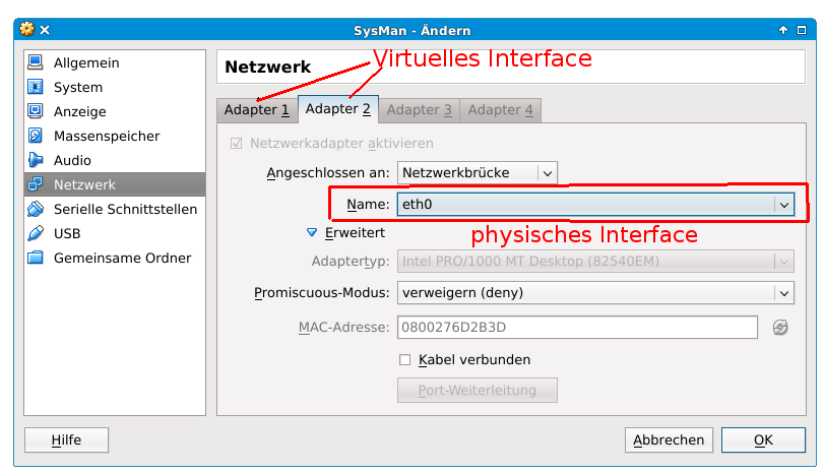 SysMan - Ändern
Allgemein
System
Anzeige
Massenspeicher
Audio
Netzwerk
Serielle Schnittstellen
USB
Gemeinsame Ordner
Netzwerk
Virtuelles Interface
Adapter 1 Adapter 2 Adapter 3 Adapter 4
Netzwerkadapter aktivieren
Angeschlossen an: Netzwerkbrücke
Name: eth0
Erweitert
physisches Interface
Adaptertyp: Intel PRO/1000 MT Desktop (82540EM)
Promiscuous-Modus: verweigern (deny)
MAC-Adresse: 0800276D2B3D
Kabel verbunden
Port-Weiterleitung
Hilfe
Abbrechen
OK